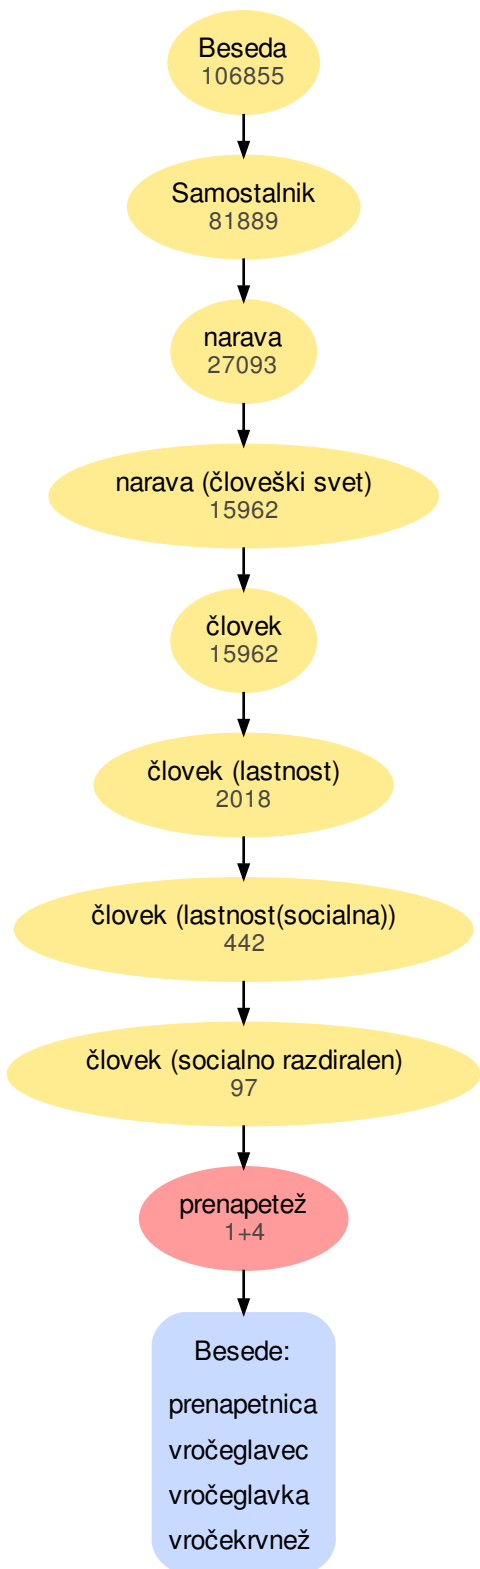 Beseda
106855
Samostalnik
81889
narava
27093
narava (človeški svet)
15962
človek
15962
človek (lastnost)
2018
človek (lastnost(socialna))
442
človek (socialno razdiralen)
97
prenapetež
1+4
Besede:
prenapetnica
vročeglavec
vročeglavka
vročekrvnež